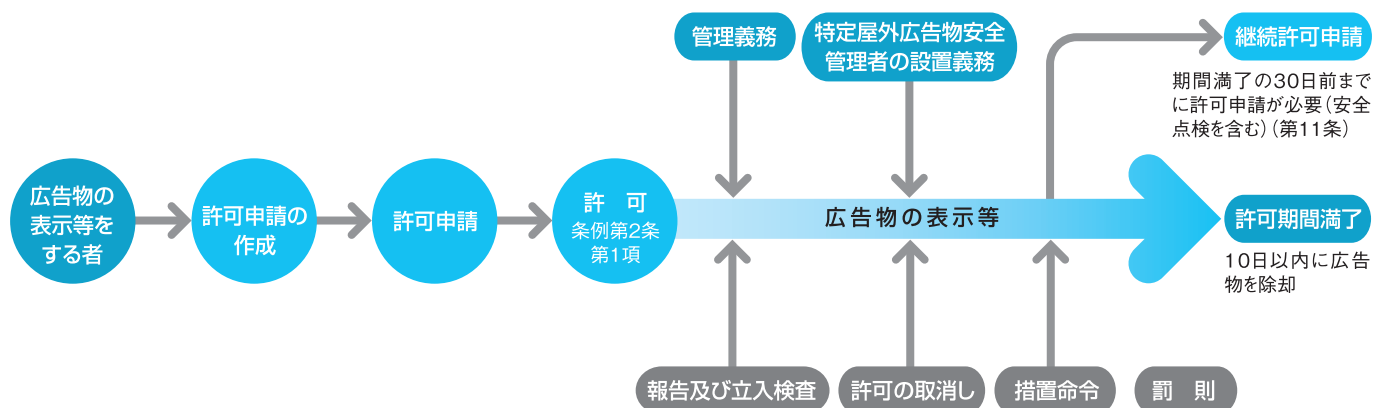 管理義務
特定屋外広告物安全
管理者の設置義務
継続許可申請
期間満了の30日前まで
に許可申請が必要(安全
点検を含む)(第11条)
広告物の
表示等を
する者
許可申請の
作成
許可申請
許 可
条例第2条
第1項
広告物の表示等
許可期間満了
10日以内に広告
物を除却
報告及び立入検査
許可の取消し
措置命令
罰 則